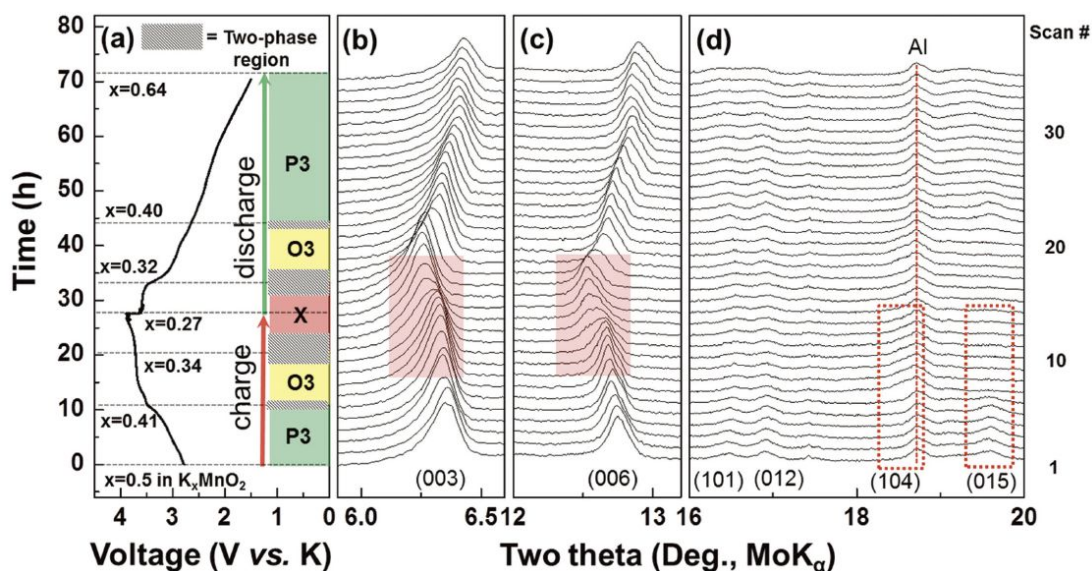 (a) = Two-phase region
(b)
(c)
(d)
Al
Scan #
80
70
60
50
40
30
20
10
0
Time (h)
x=0.64
x=0.40
x=0.32
x=0.27
x=0.34
x=0.41
x=0.5 in KₓMnO₂
discharge
charge
P3
O3
X
O3
P3
(003)
(006)
(101) (012)
(104)
(015)
30
20
10
1
4 3 2 1 0
6.0 6.5
12 13
16 18 20
Voltage (V vs. K)
Two theta (Deg., MoKα)